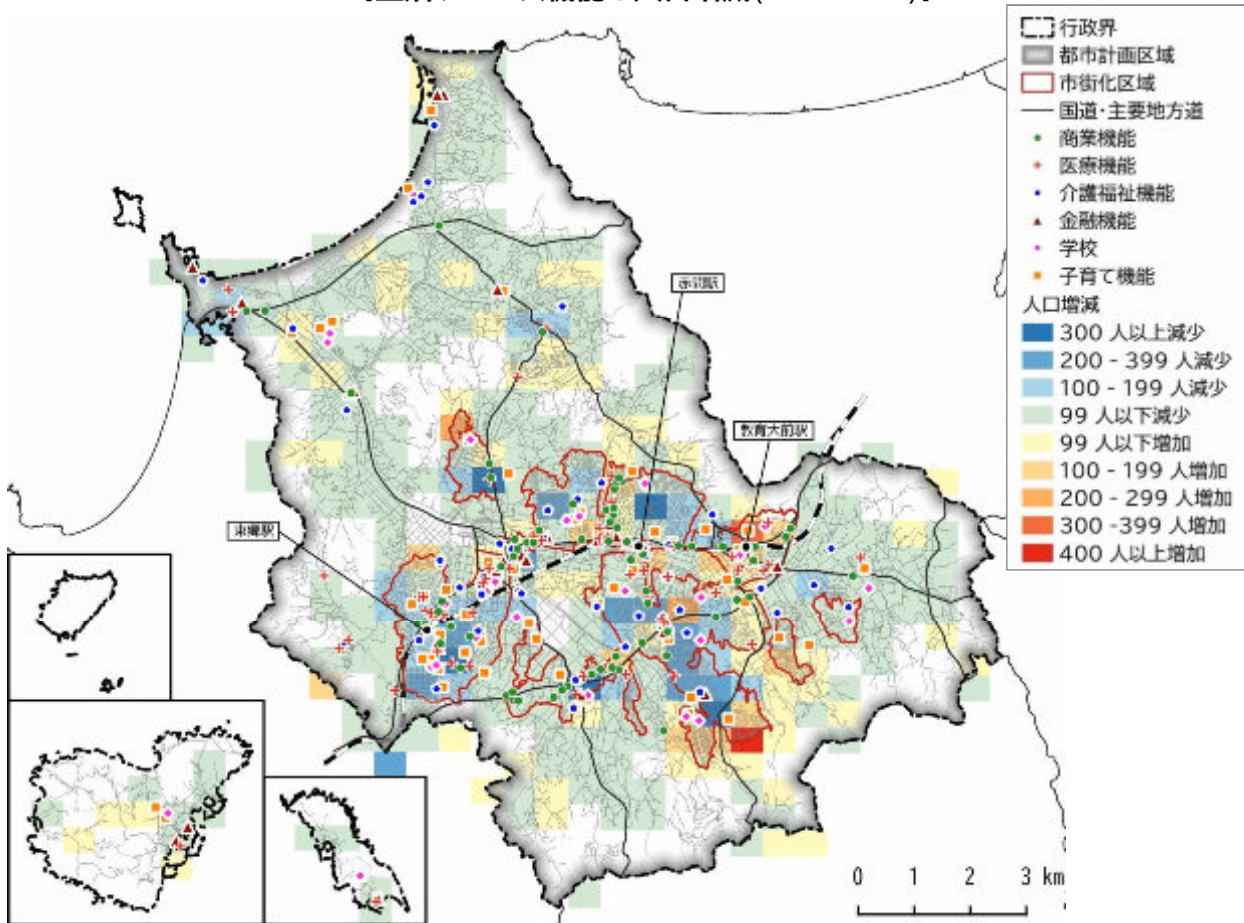 行政界
都市計画区域
市街化区域
国道・主要地方道
商業機能
医療機能
介護福祉機能
金融機能
学校
子育て機能
人口増減
300 人以上減少
200 - 399 人減少
100 - 199 人減少
99 人以下減少
99 人以下増加
100 - 199 人増加
200 - 299 人増加
300 -399 人増加
400 人以上増加
赤間駅
教育大前駅
東郷駅
0 1 2 3 km